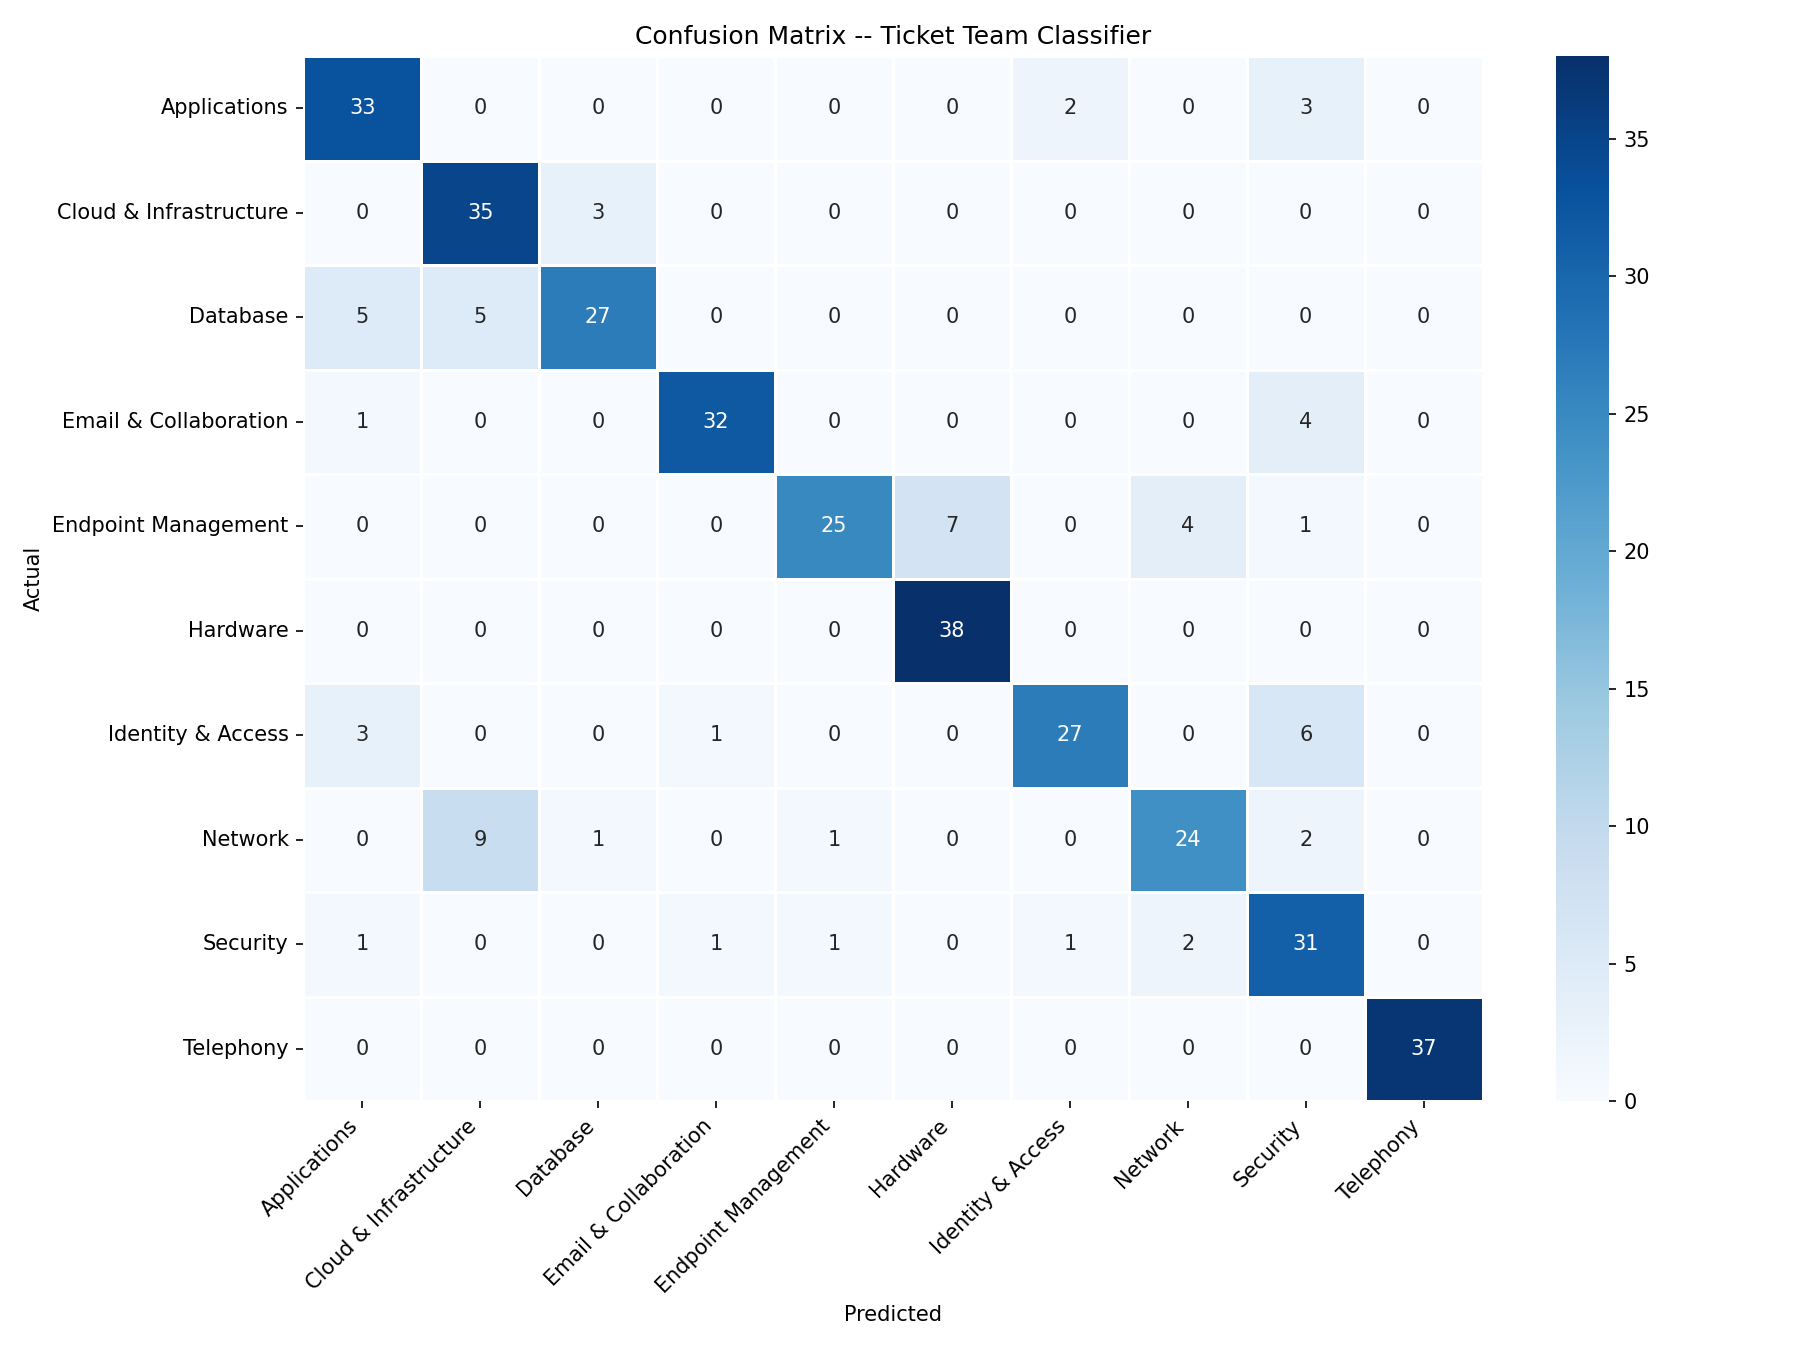 Confusion Matrix -- Ticket Team Classifier
Applications 33 0 0 0 0 0 2 0 3 0
Cloud & Infrastructure 0 35 3 0 0 0 0 0 0 0
Database 5 5 27 0 0 0 0 0 0 0
Email & Collaboration 1 0 0 32 0 0 0 0 4 0
Endpoint Management 0 0 0 0 25 7 0 4 1 0
Hardware 0 0 0 0 0 38 0 0 0 0
Identity & Access 3 0 0 1 0 0 27 0 6 0
Network 0 9 1 0 1 0 0 24 2 0
Security 1 0 0 1 1 0 1 2 31 0
Telephony 0 0 0 0 0 0 0 0 0 37
Actual
Applications
Cloud & Infrastructure
Database
Email & Collaboration
Endpoint Management
Hardware
Identity & Access
Network
Security
Telephony
Predicted
35
30
25
20
15
10
5
0